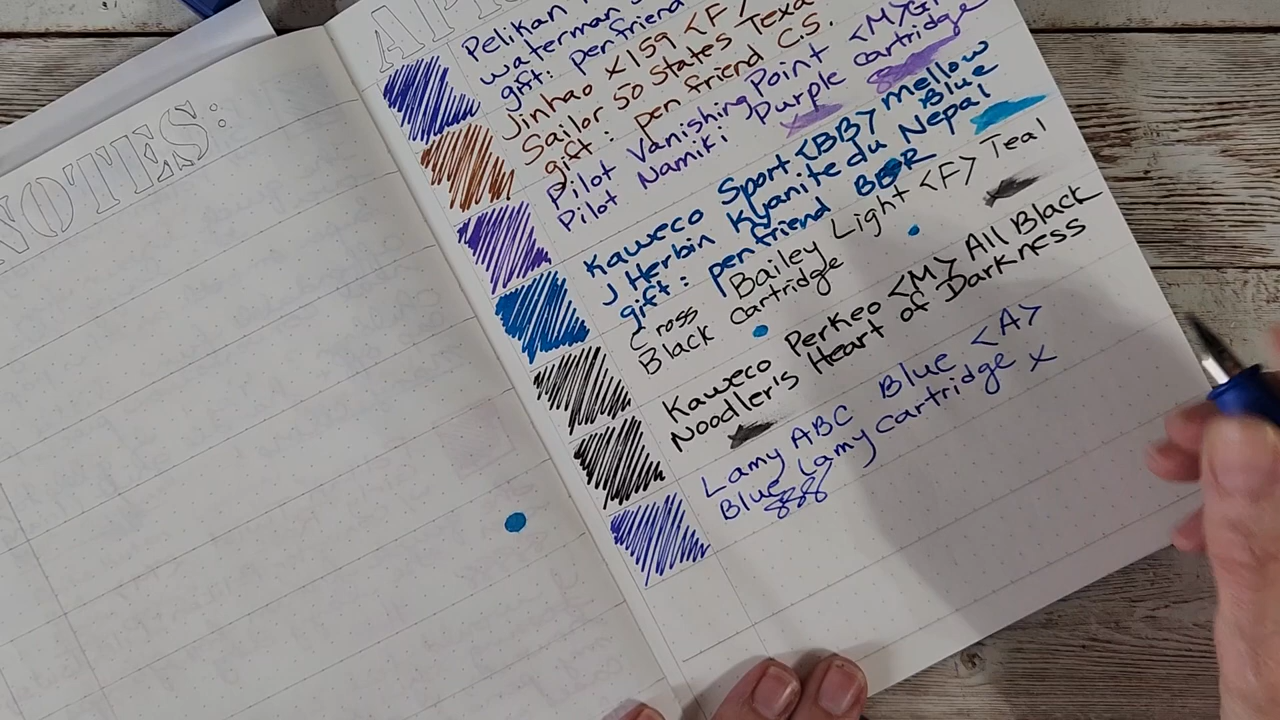 NOTES:
Pelikan
waterman
gift: penfriend
Jinhao x159 <F>
Sailor 50 States Texa
gift: pen friend C.S.
Pilot Vanishing Point <M>
Pilot Namiki Purple cartridge
Kaweco Sport <BB> Mellow Blue
J Herbin Kyanite du Nepal
gift: penfriend
Cross Bailey Light <F> Teal
Black cartridge
Kaweco Perkeo <M> All Black
Noodler's Heart of Darkness
Lamy ABC Blue <A>
Blue Lamy cartridge x